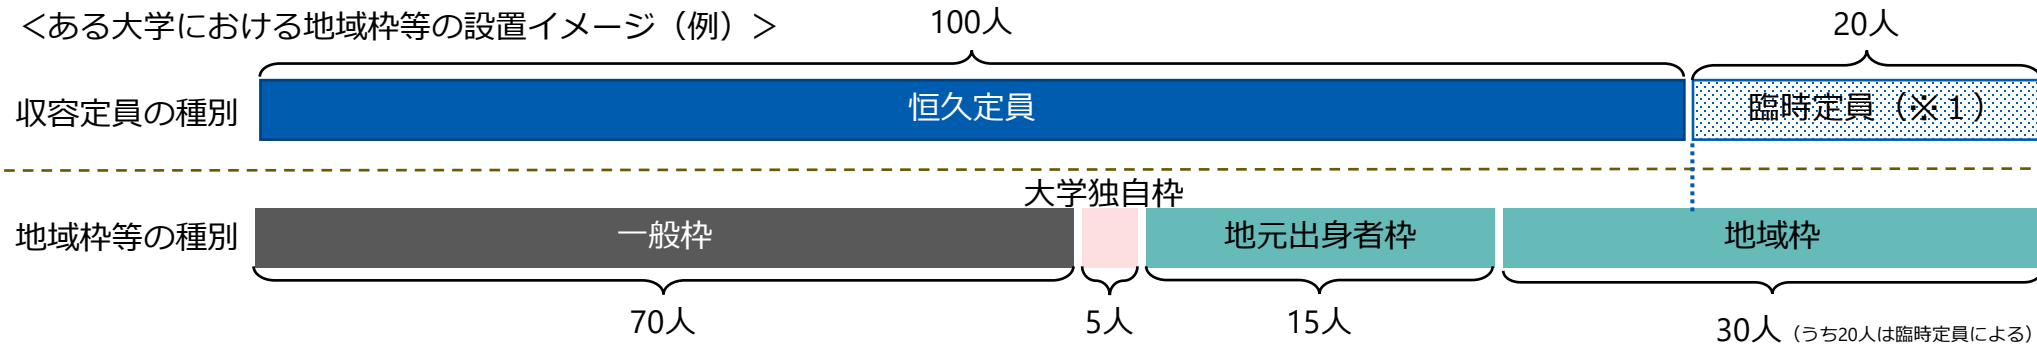 ＜ある大学における地域枠等の設置イメージ（例）＞
100人
20人
収容定員の種別
恒久定員
臨時定員（※１）
大学独自枠
地域枠等の種別
一般枠
地元出身者枠
地域枠
70人
5人
15人
30人（うち20人は臨時定員による）